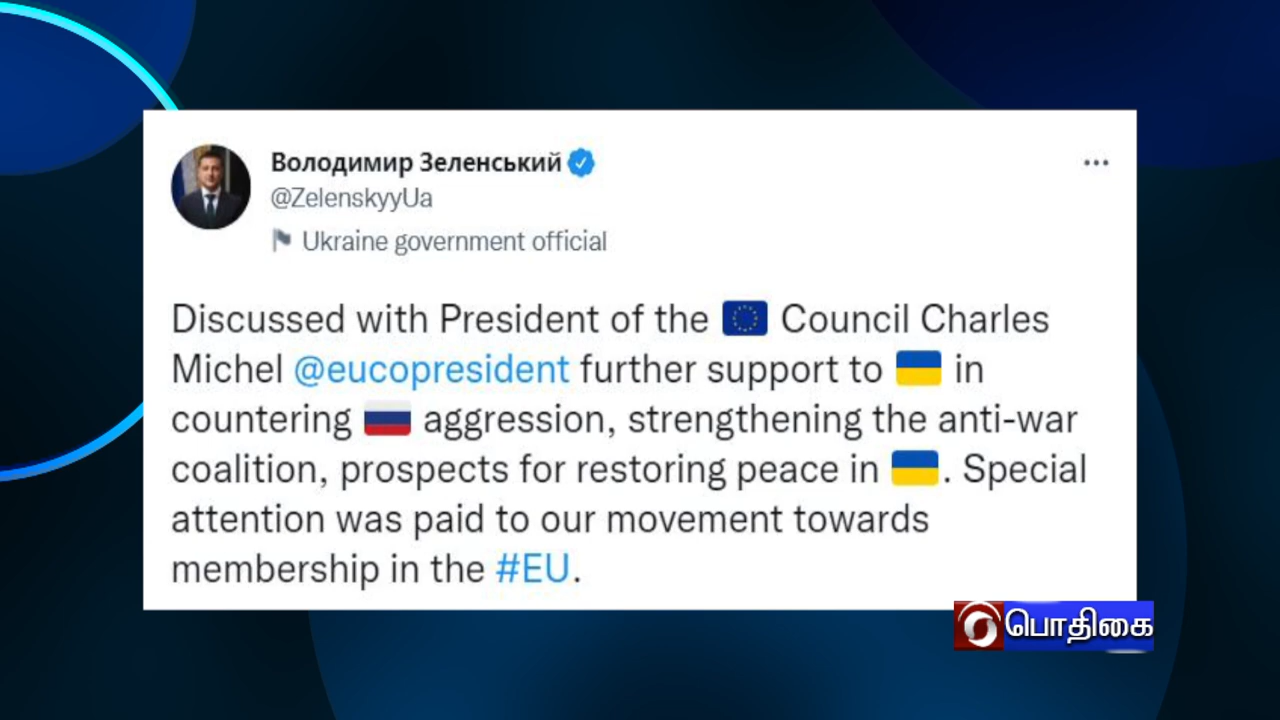 Володимир Зеленський
@ZelenskyyUa
Ukraine government official
Discussed with President of the 🇪🇺 Council Charles
Michel @eucopresident further support to 🇺🇦 in
countering 🇷🇺 aggression, strengthening the anti-war
coalition, prospects for restoring peace in 🇺🇦. Special
attention was paid to our movement towards
membership in the #EU.
பொதிகை